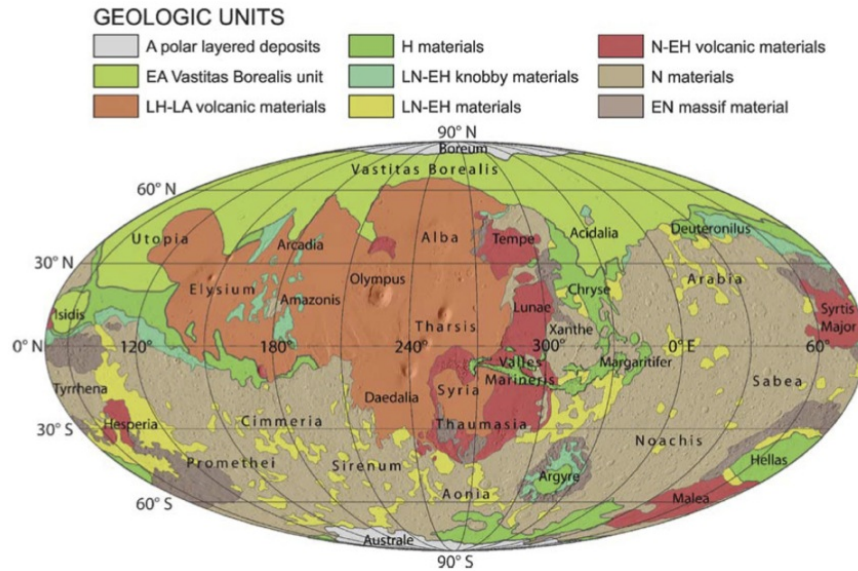 GEOLOGIC UNITS
A polar layered deposits
H materials
N-EH volcanic materials
EA Vastitas Borealis unit
LN-EH knobby materials
N materials
LH-LA volcanic materials
LN-EH materials
EN massif material
90° N
Boreum
Vastitas Borealis
60° N
Utopia
Arcadia
Alba
Tempe
Acidalia
Deuteronilus
30° N
Elysium
Amazonis
Olympus
Chryse
Arabia
Isidis
Lunae
Syrtis
Major
Tharsis
Xanthe
0° N
120°
180°
240°
300°
0° E
60°
Valles
Marineris
Margaritifer
Tyrrhena
Daedalia
Syria
Sabea
Hesperia
Cimmeria
Thaumasia
30° S
Noachis
Promethei
Sirenum
Argyre
Hellas
Aonia
Malea
60° S
Australe
90° S